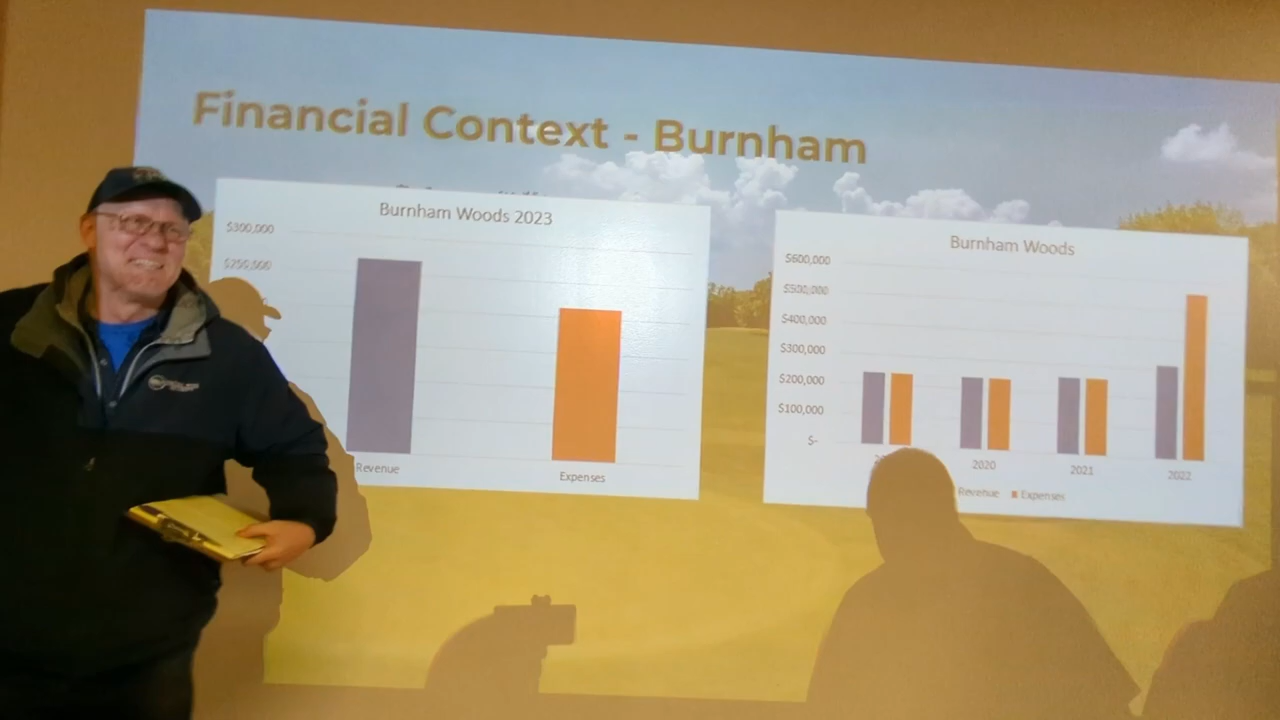 Financial Context - Burnham
Burnham Woods 2023
$300,000
$250,000
Revenue
Expenses
Burnham Woods
$600,000
$500,000
$400,000
$300,000
$200,000
$100,000
$-
2020
2021
2022
Revenue
Expenses